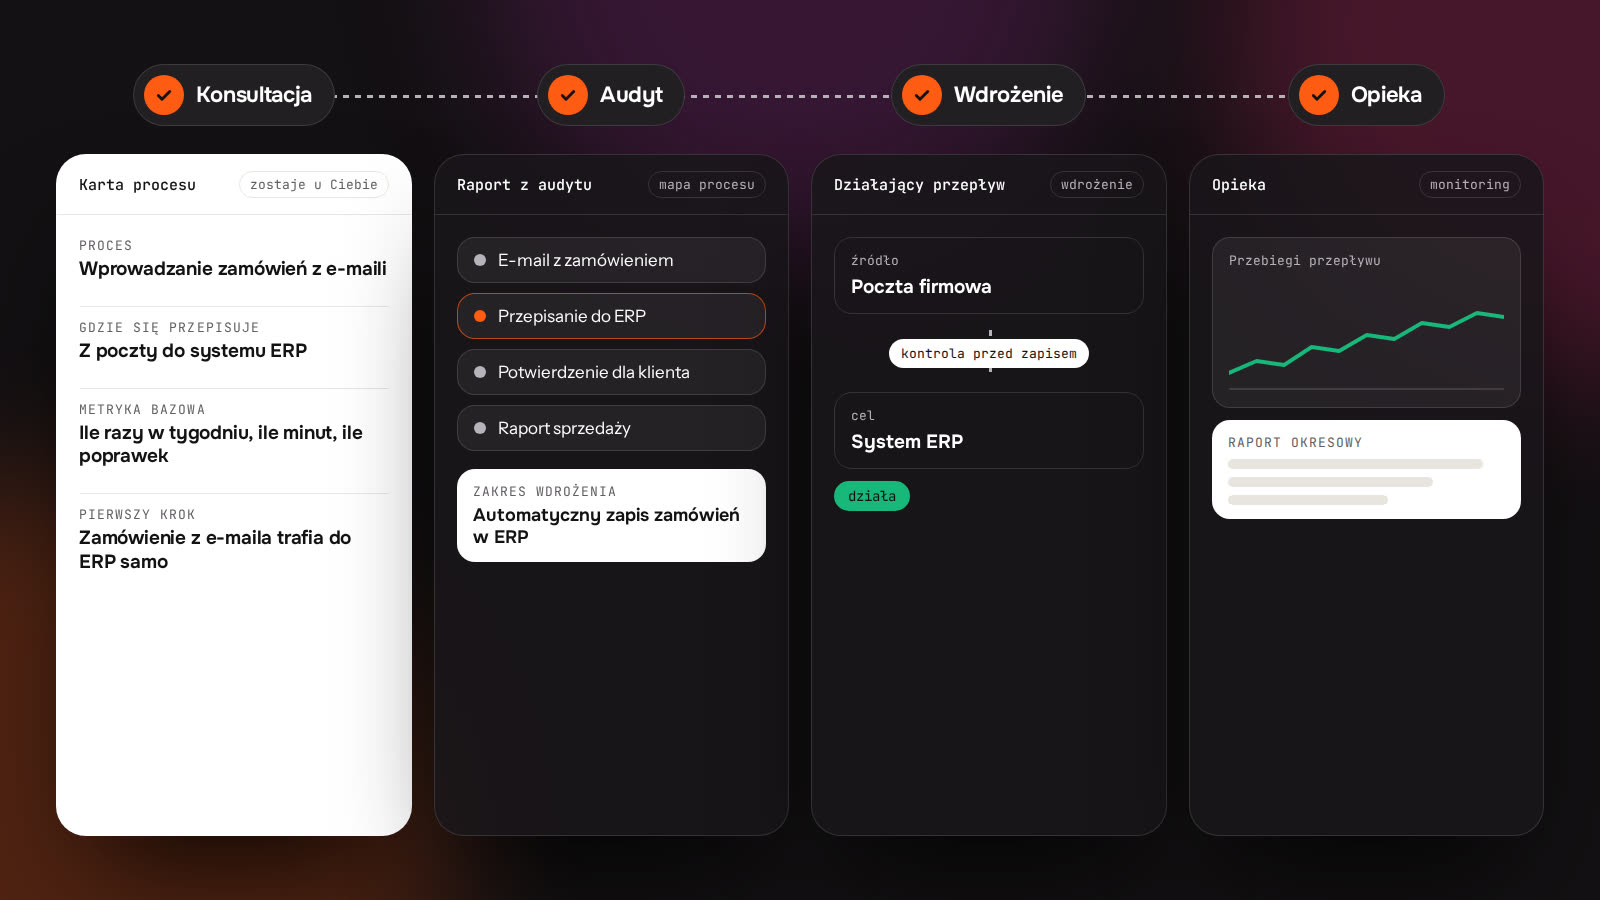 Konsultacja
Audyt
Wdrożenie
Opieka
Karta procesu
zostaje u Ciebie
PROCES
Wprowadzanie zamówień z e-maili
GDZIE SIĘ PRZEPISUJE
Z poczty do systemu ERP
METRYKA BAZOWA
Ile razy w tygodniu, ile minut, ile
poprawek
PIERWSZY KROK
Zamówienie z e-maila trafia do
ERP samo
Raport z audytu
mapa procesu
E-mail z zamówieniem
Przepisanie do ERP
Potwierdzenie dla klienta
Raport sprzedaży
ZAKRES WDROŻENIA
Automatyczny zapis zamówień
w ERP
Działający przepływ
wdrożenie
źródło
Poczta firmowa
kontrola przed zapisem
cel
System ERP
działa
Opieka
monitoring
Przebiegi przepływu
RAPORT OKRESOWY